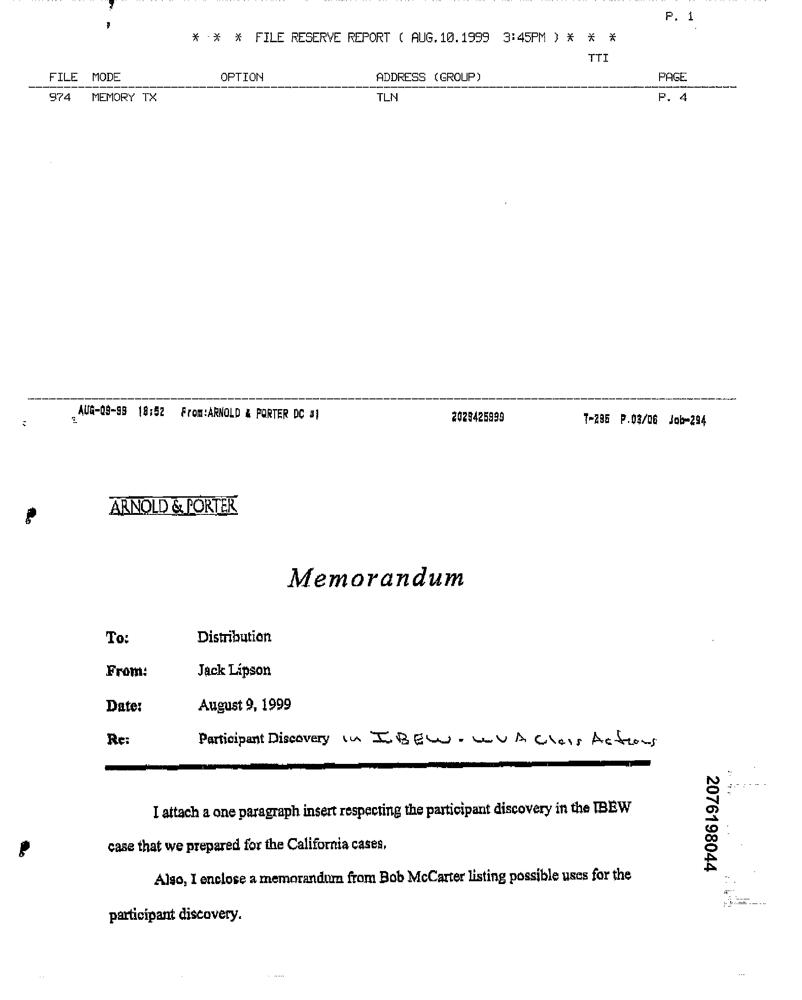 P. 1
* * * FILE RESERVE REPORT ( AUG.10.1999 3:45PM ) * * *
TTI
FILE MODE OPTION ADDRESS (GROUP) PAGE
974 MEMORY TX TLN P. 4
AUG-09-99 18:52 From:ARNOLD & PORTER DC #1 2029425999 T-295 P.03/06 Job-294
ARNOLD & PORTER
Memorandum
To: Distribution
From: Jack Lipson
Date: August 9, 1999
Re: Participant Discovery in IBEW - WVA Class Actions
I attach a one paragraph insert respecting the participant discovery in the IBEW
case that we prepared for the California cases.
Also, I enclose a memorandum from Bob McCarter listing possible uses for the
participant discovery.
2076198044